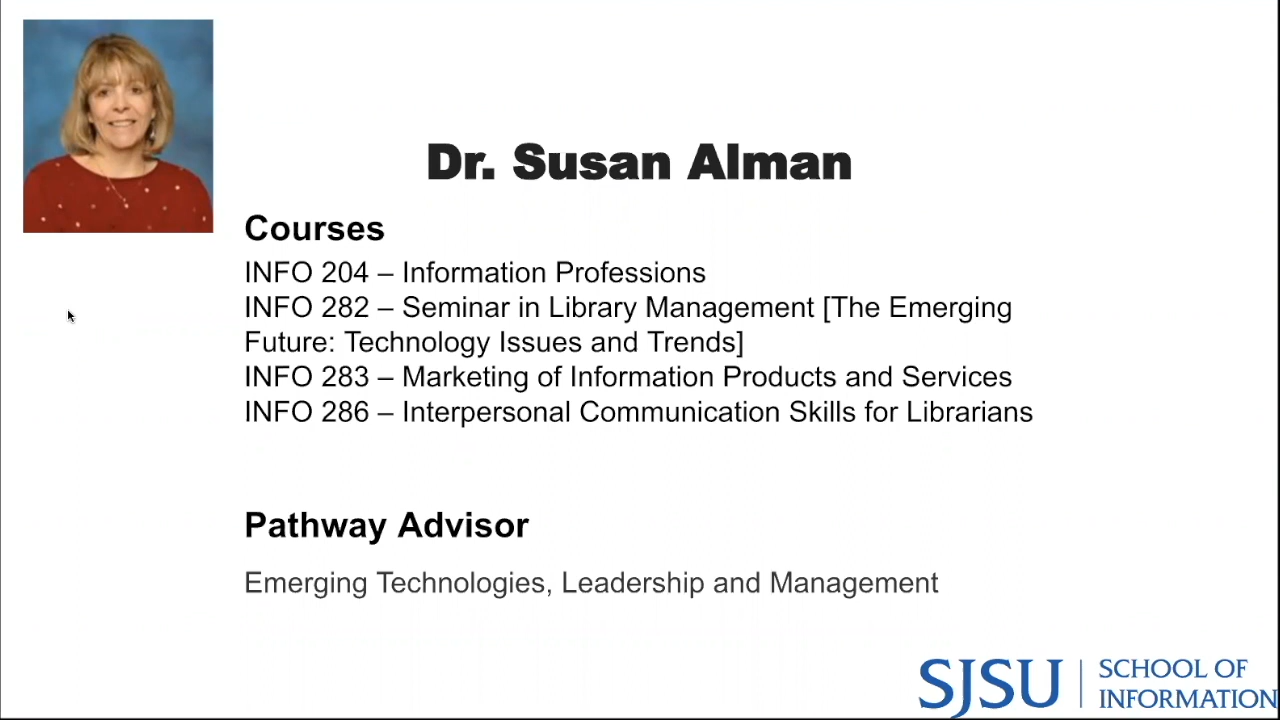 Dr. Susan Alman
Courses
INFO 204 – Information Professions
INFO 282 – Seminar in Library Management [The Emerging
Future: Technology Issues and Trends]
INFO 283 – Marketing of Information Products and Services
INFO 286 – Interpersonal Communication Skills for Librarians
Pathway Advisor
Emerging Technologies, Leadership and Management
SJSU | SCHOOL OF
INFORMATION